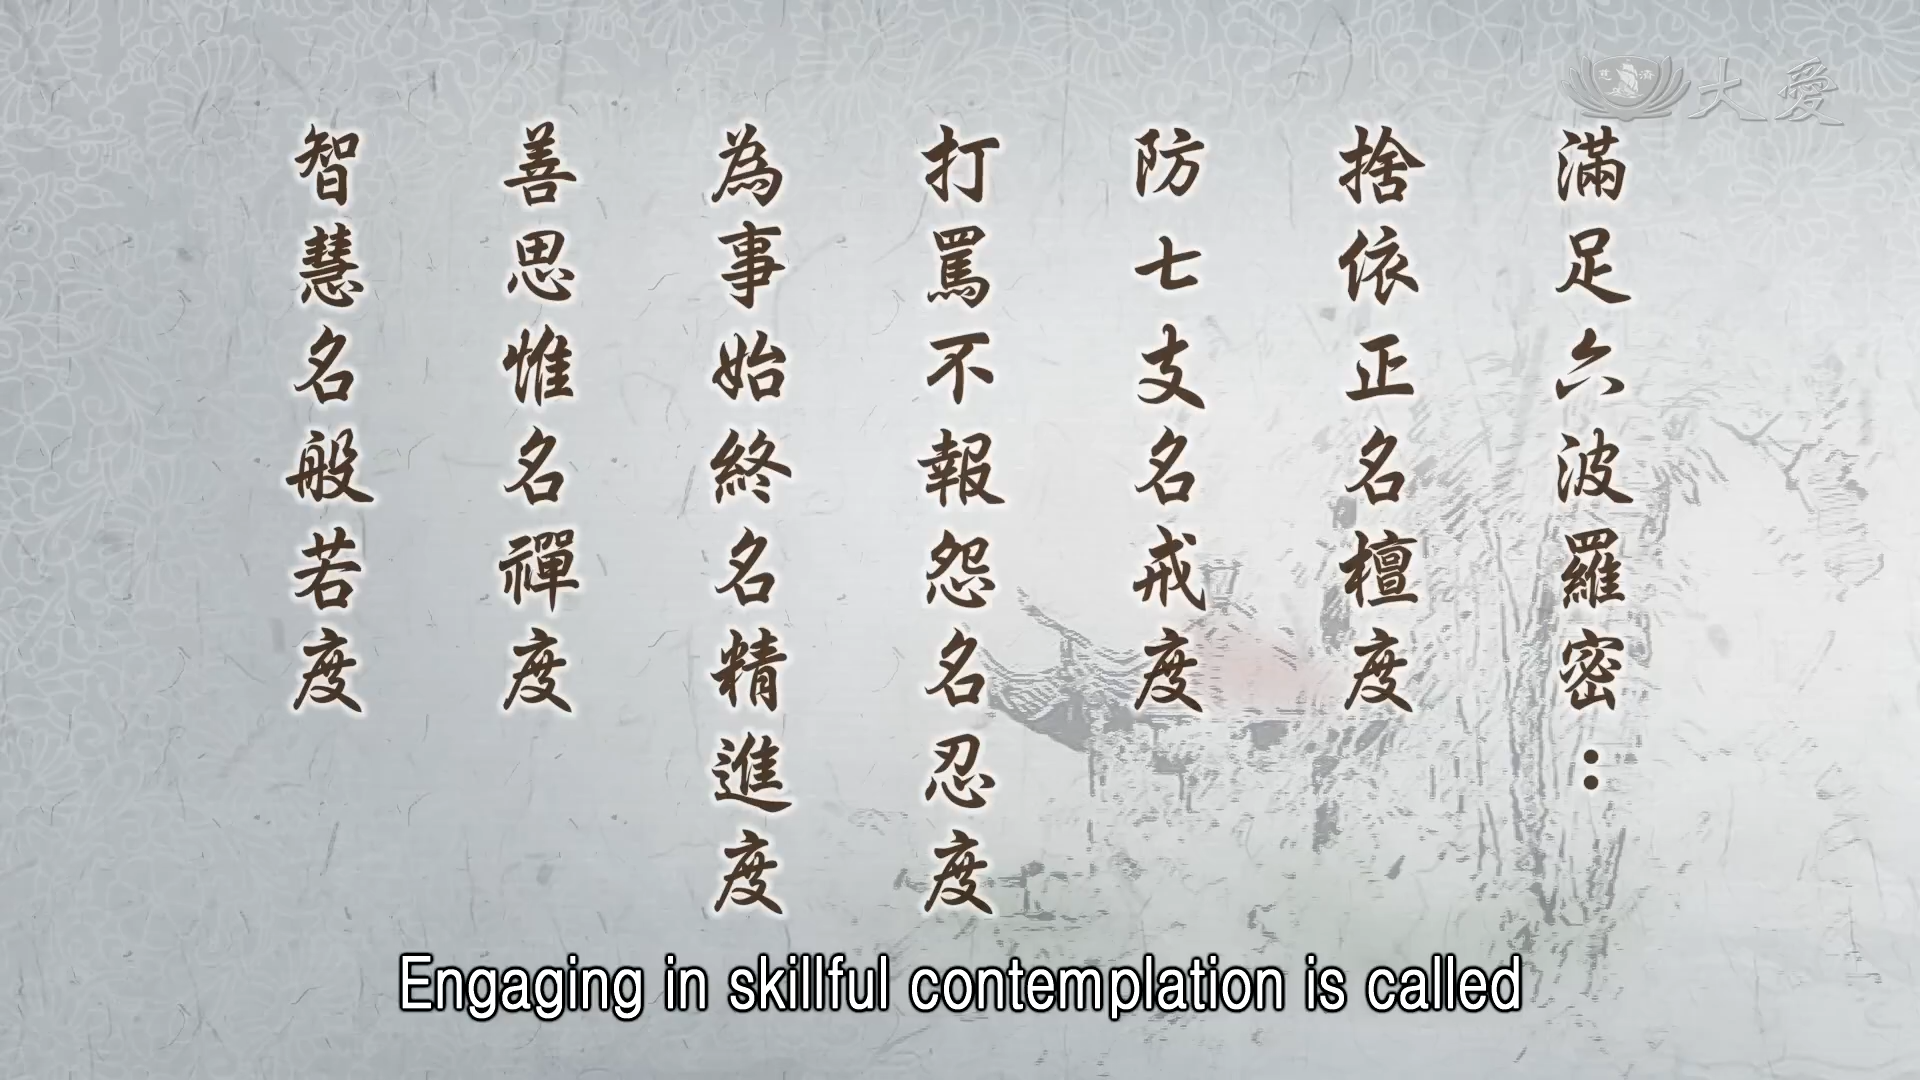 滿足六波羅密：
捨依正名檀度
防七支名戒度
打罵不報怨名忍度
為事始終名精進度
善思惟名禪度
智慧名般若度
慈濟
大愛
Engaging in skillful contemplation is called